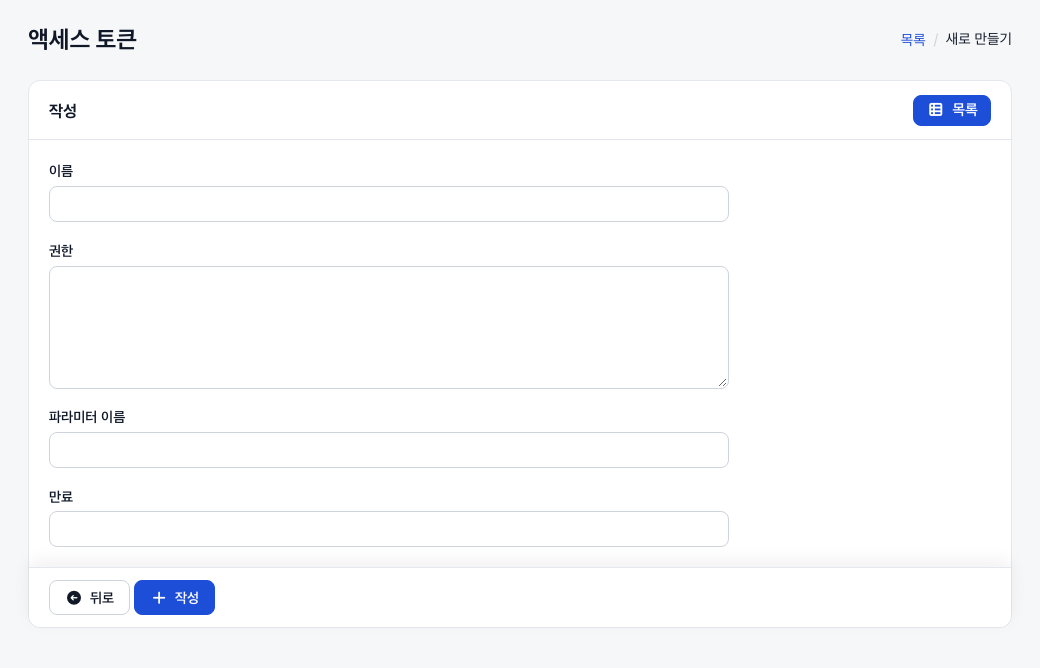 액세스 토큰
목록 / 새로 만들기
작성
목록
이름
권한
파라미터 이름
만료
뒤로
작성